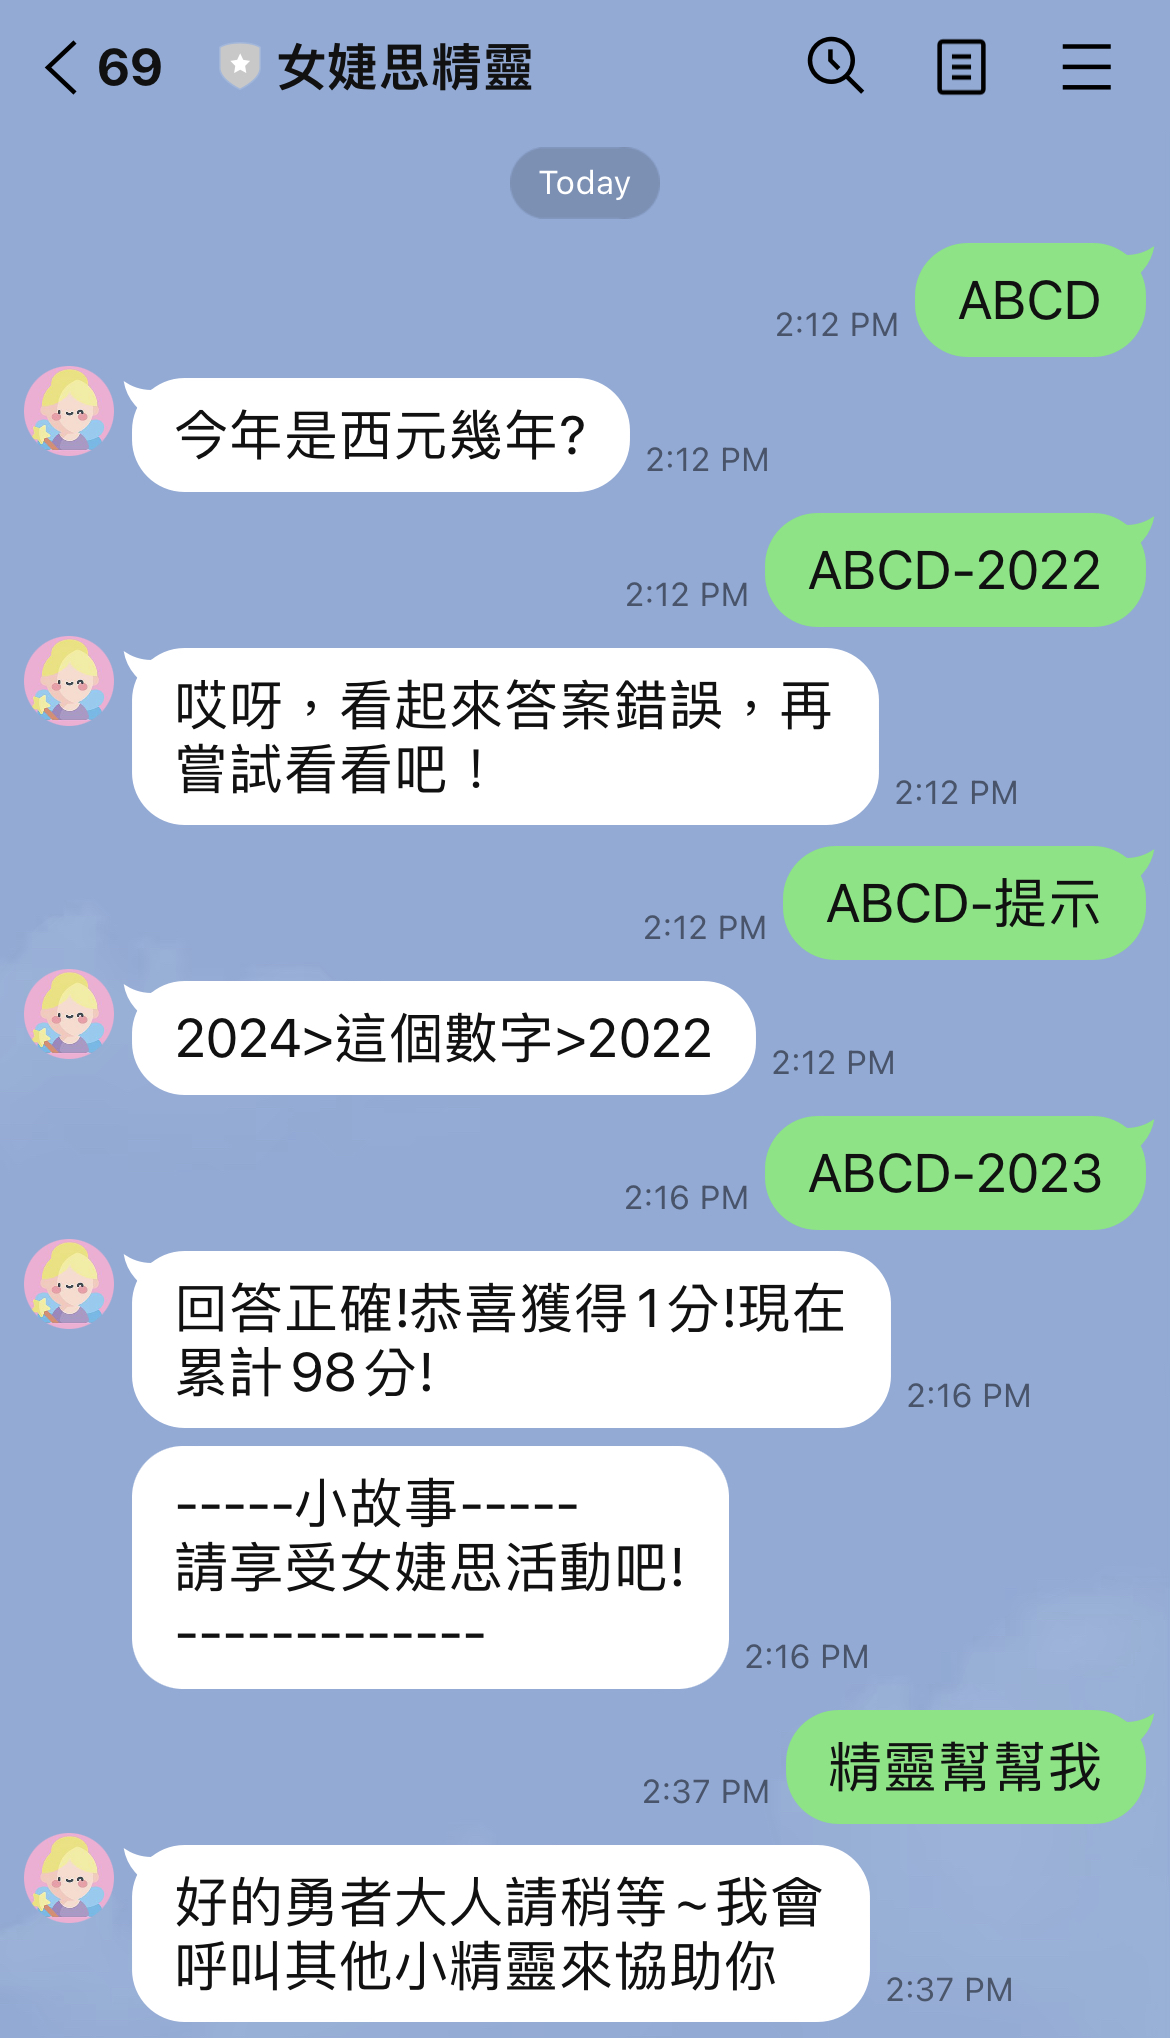 69 女婕思精靈
Today
ABCD
2:12 PM
今年是西元幾年?
2:12 PM
ABCD-2022
2:12 PM
哎呀，看起來答案錯誤，再
嘗試看看吧！
2:12 PM
ABCD-提示
2:12 PM
2024>這個數字>2022
2:12 PM
ABCD-2023
2:16 PM
回答正確!恭喜獲得1分!現在
累計98分!
2:16 PM
-----小故事-----
請享受女婕思活動吧!
-------------
2:16 PM
精靈幫幫我
2:37 PM
好的勇者大人請稍等~我會
呼叫其他小精靈來協助你
2:37 PM